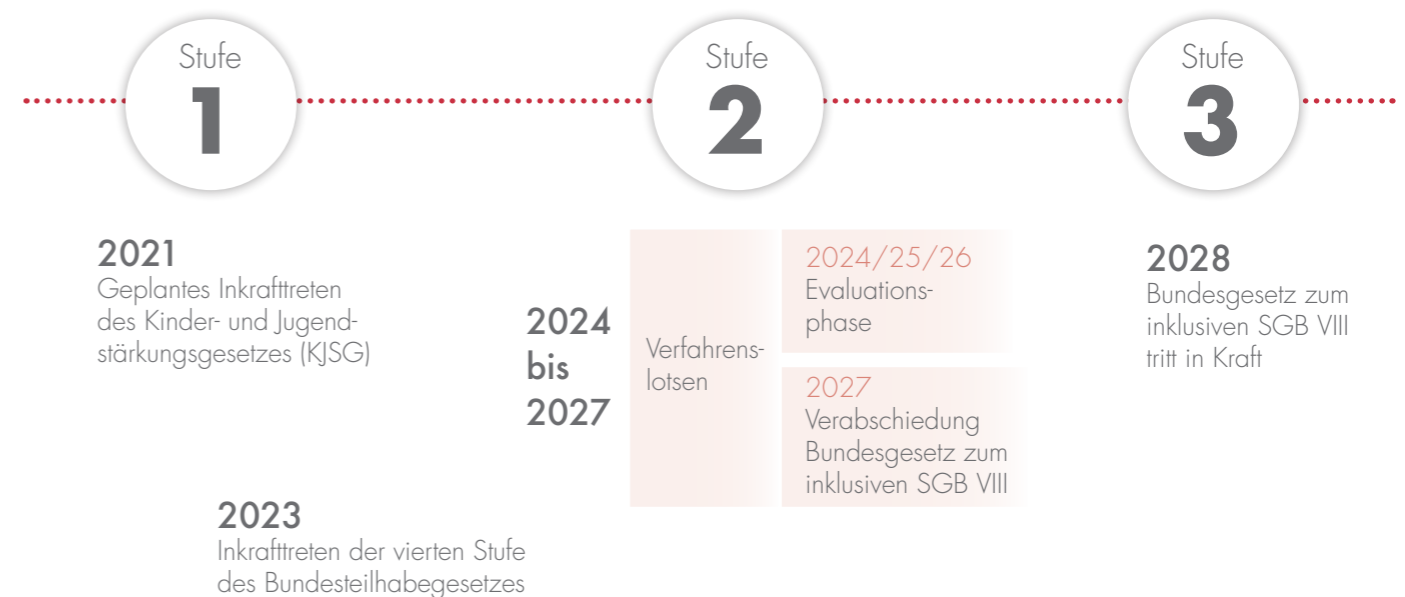 Stufe
1
Stufe
2
Stufe
3
2021
Geplantes Inkrafttreten
des Kinder- und Jugend-
stärkungsgesetzes (KJSG)
2023
Inkrafttreten der vierten Stufe
des Bundesteilhabegesetzes
2024
bis
2027
Verfahrens-
lotsen
2024/25/26
Evaluations-
phase
2027
Verabschiedung
Bundesgesetz zum
inklusiven SGB VIII
2028
Bundesgesetz zum
inklusiven SGB VIII
tritt in Kraft